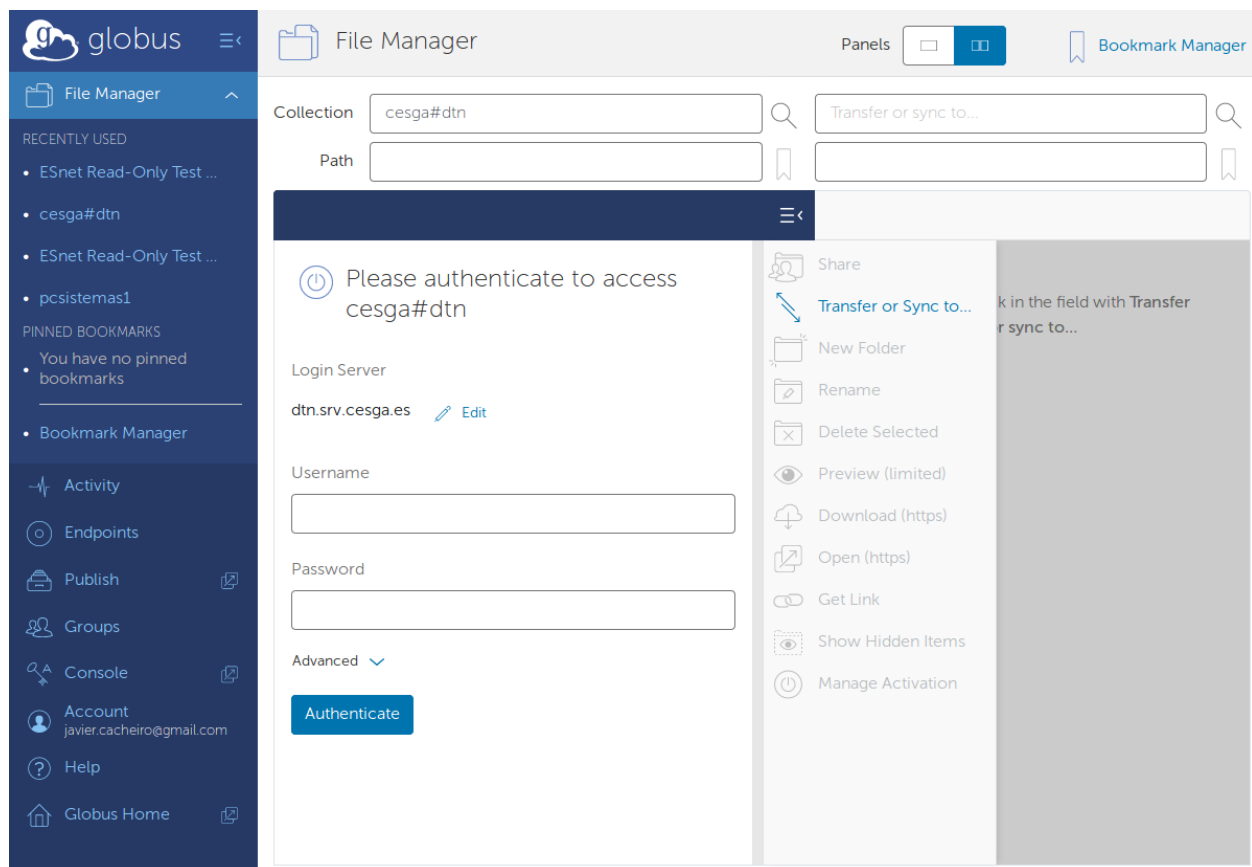 globus
File Manager
RECENTLY USED
ESnet Read-Only Test ...
cesga#dtn
ESnet Read-Only Test ...
pcsistemas1
PINNED BOOKMARKS
You have no pinned
bookmarks
Bookmark Manager
Activity
Endpoints
Publish
Groups
Console
Account
javier.cacheiro@gmail.com
Help
Globus Home
File Manager
Panels
Bookmark Manager
Collection
cesga#dtn
Transfer or sync to...
Path
Please authenticate to access
cesga#dtn
Login Server
dtn.srv.cesga.es
Edit
Username
Password
Advanced
Authenticate
Share
Transfer or Sync to...
New Folder
Rename
Delete Selected
Preview (limited)
Download (https)
Open (https)
Get Link
Show Hidden Items
Manage Activation
k in the field with Transfer
r sync to...